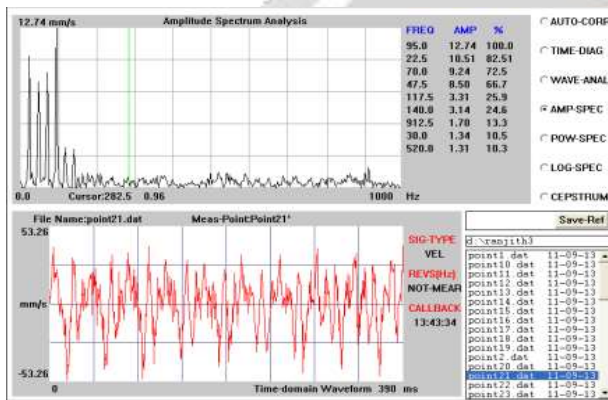 12.74 mm/s Amplitude Spectrum Analysis
FREQ AMP %
95.0 12.74 100.0
22.5 10.51 82.51
70.0 9.24 72.5
47.5 8.50 66.7
117.5 3.31 25.9
140.0 3.14 24.6
912.5 1.70 13.3
30.0 1.34 10.5
520.0 1.31 10.3
0.0 Cursor:282.5 0.96 1000 Hz
AUTO-CORR
TIME-DIAG
WAVE-ANAL
AMP-SPEC
POW-SPEC
LOG-SPEC
CEPSTRUM
File Name:point21.dat Meas-Point:Point21'
53.26
mm/s
-53.26
0 Time-domain Waveform 390 ms
SIG-TYPE
VEL
REVS(Hz)
NOT-MEAR
CALLBACK
13:43:34
Save-Ref
d:\ranjith3
point1.dat 11-09-13
point10.dat 11-09-13
point11.dat 11-09-13
point12.dat 11-09-13
point13.dat 11-09-13
point14.dat 11-09-13
point15.dat 11-09-13
point16.dat 11-09-13
point17.dat 11-09-13
point18.dat 11-09-13
point19.dat 11-09-13
point2.dat 11-09-13
point20.dat 11-09-13
point21.dat 11-09-13
point22.dat 11-09-13
point23.dat 11-09-13